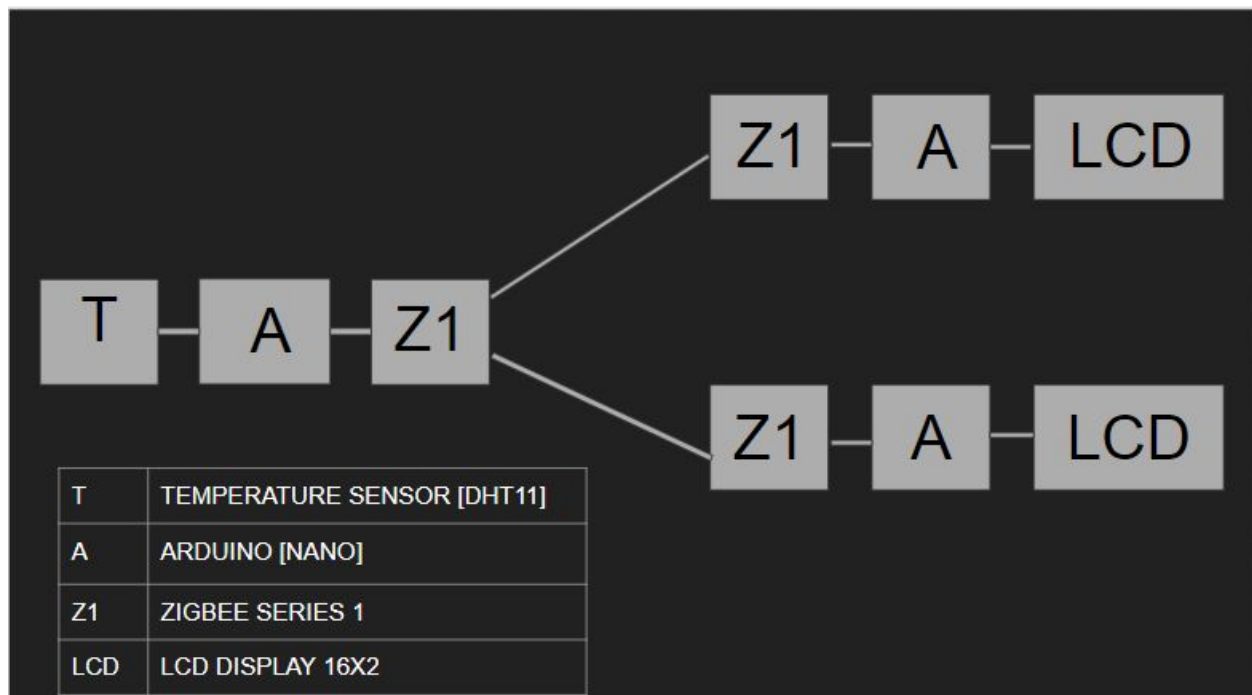 Z1 A LCD
T A Z1
Z1 A LCD
T TEMPERATURE SENSOR [DHT11]
A ARDUINO [NANO]
Z1 ZIGBEE SERIES 1
LCD LCD DISPLAY 16X2